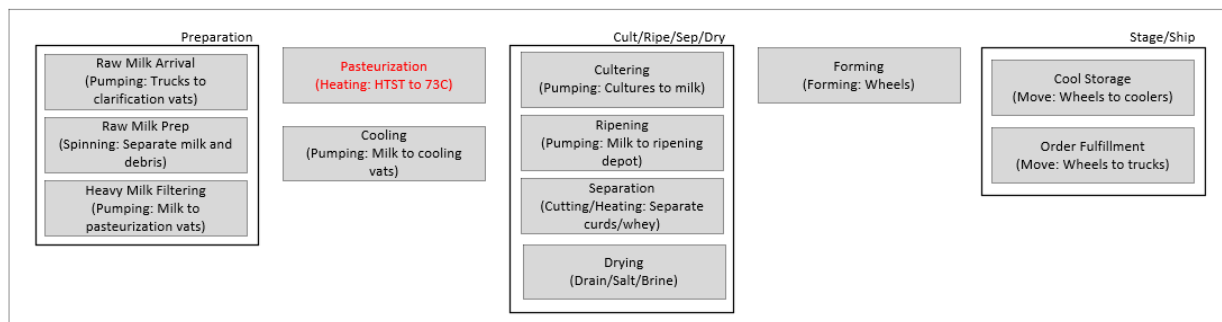 Preparation
Raw Milk Arrival
(Pumping: Trucks to
clarification vats)
Raw Milk Prep
(Spinning: Separate milk and
debris)
Heavy Milk Filtering
(Pumping: Milk to
pasteurization vats)
Pasteurization
(Heating: HTST to 73C)
Cooling
(Pumping: Milk to cooling
vats)
Cult/Ripe/Sep/Dry
Cultering
(Pumping: Cultures to milk)
Ripening
(Pumping: Milk to ripening
depot)
Separation
(Cutting/Heating: Separate
curds/whey)
Drying
(Drain/Salt/Brine)
Forming
(Forming: Wheels)
Stage/Ship
Cool Storage
(Move: Wheels to coolers)
Order Fulfillment
(Move: Wheels to trucks)